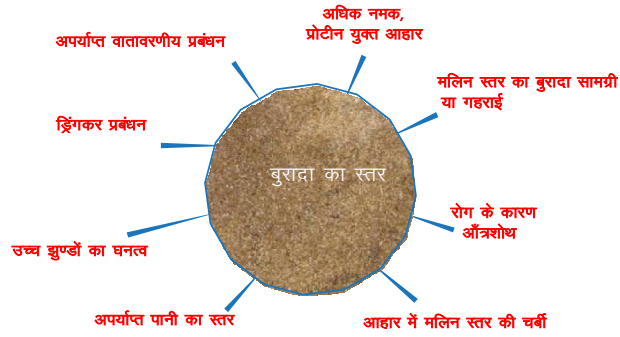 अधिक नमक,
प्रोटीन युक्त आहार
अपर्याप्त वातावरणीय प्रबंधन
मलिन स्तर का बुरादा सामग्री
या गहराई
ड्रिंगकर प्रबंधन
बुरादा का स्तर
रोग के कारण
आँत्रशोथ
उच्च झुण्डों का घनत्व
अपर्याप्त पानी का स्तर
आहार में मलिन स्तर की चर्बी